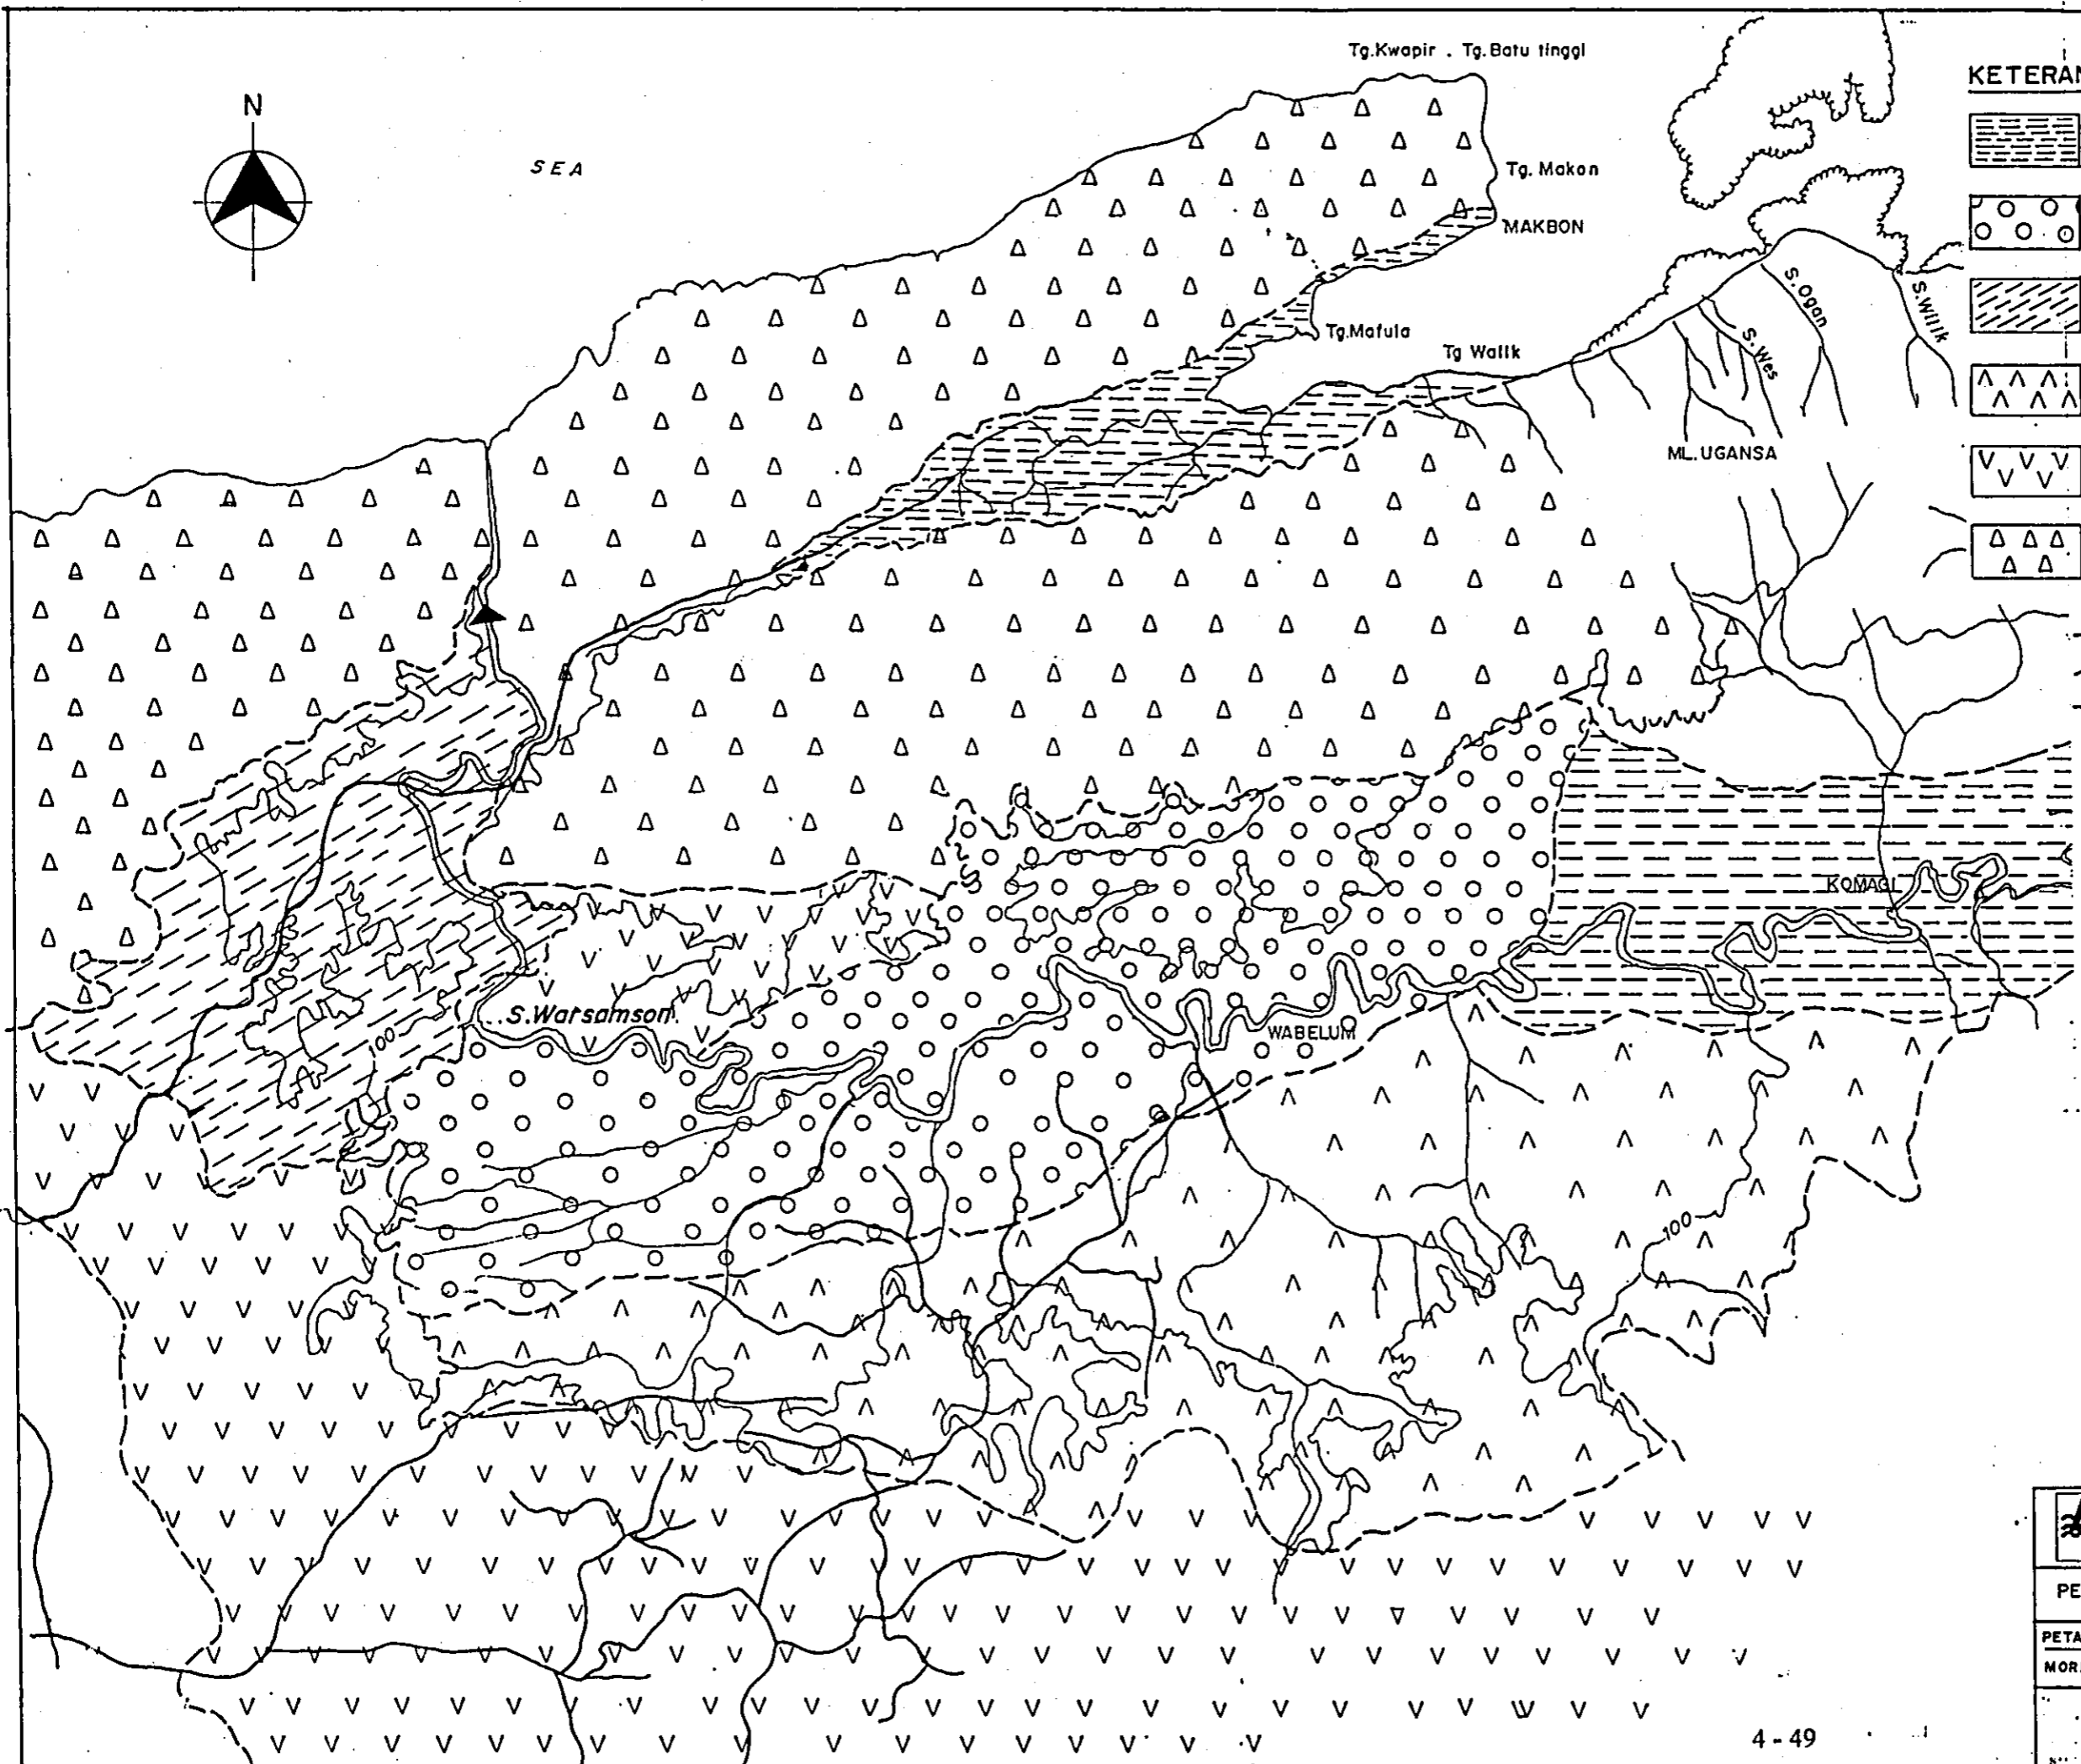 Tg.Kwapir . Tg. Batu tinggi
KETERAN
N
SEA
Tg. Makon
MAKBON
S. Ogan
S. Wilik
Tg.Mafula
S. Wes
Tg Walik
ML. UGANSA
KOMAGI
S. Warsamson
WABELUM
100
100
PE
PETA
MOR
4 - 49